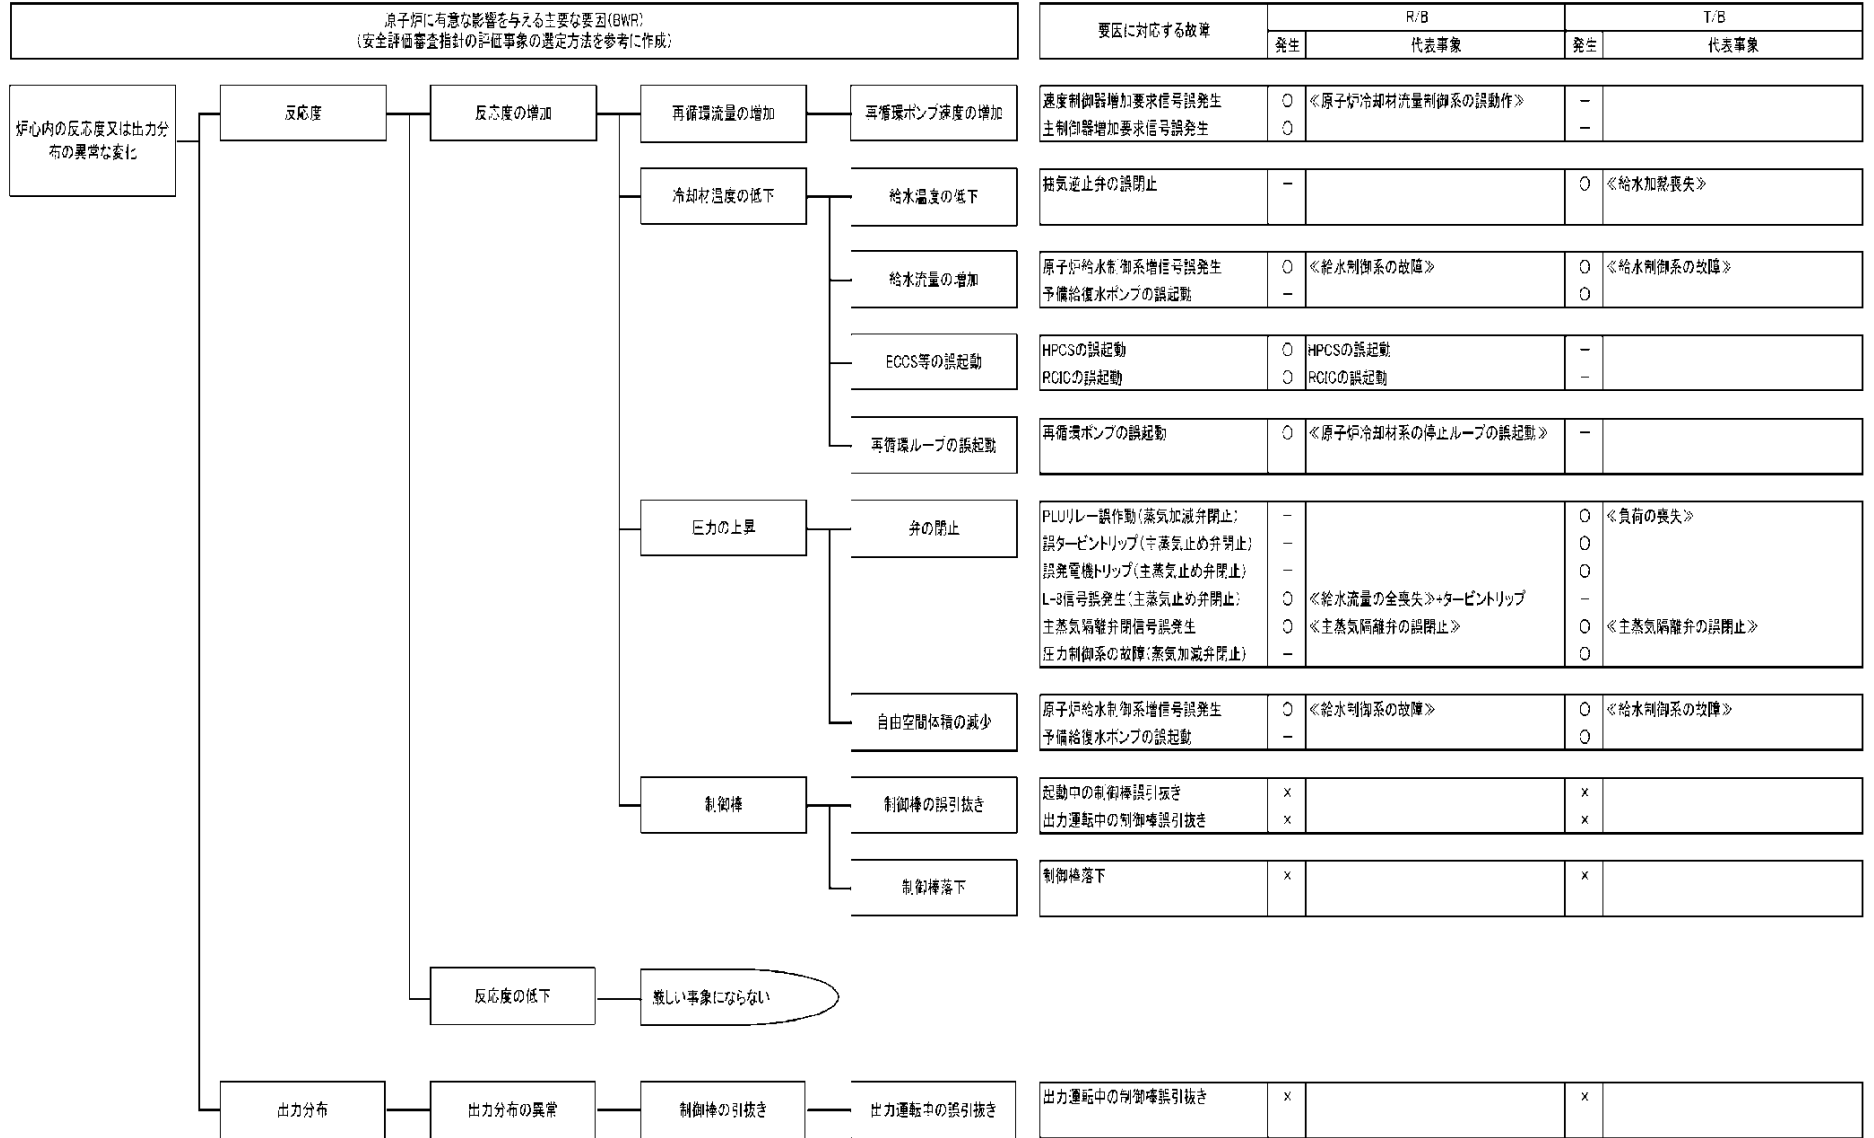 原子炉に有意な影響を与える主要な要因(BWR)
(安全評価審査指針の評価事象の選定方法を参考に作成)
要因に対応する故障
R/B
T/B
発生
代表事象
発生
代表事象
炉心内の反応度又は出力分
布の異常な変化
反応度
反応度の増加
再循環流量の増加
再循環ポンプ速度の増加
速度制御器増加要求信号誤発生 ○ ≪原子炉冷却材流量制御系の誤動作≫ −
主制御器増加要求信号誤発生 ○ −
冷却材温度の低下
給水温度の低下
抽気逆止弁の誤閉止 − ○ ≪給水加熱喪失≫
給水流量の増加
原子炉給水制御系増信号誤発生 ○ ≪給水制御系の故障≫ ○ ≪給水制御系の故障≫
予備給復水ポンプの誤起動 − ○
ECCS等の誤起動
HPCSの誤起動 ○ HPCSの誤起動 −
RCICの誤起動 ○ RCICの誤起動 −
再循環ループの誤起動
再循環ポンプの誤起動 ○ ≪原子炉冷却材系の停止ループの誤起動≫ −
圧力の上昇
弁の閉止
PLUリレー誤作動(蒸気加減弁閉止) − ○ ≪負荷の喪失≫
誤タービントリップ(主蒸気止め弁閉止) − ○
誤発電機トリップ(主蒸気止め弁閉止) − ○
L-8信号誤発生(主蒸気止め弁閉止) ○ ≪給水流量の全喪失≫+タービントリップ −
主蒸気隔離弁閉信号誤発生 ○ ≪主蒸気隔離弁の誤閉止≫ ○ ≪主蒸気隔離弁の誤閉止≫
圧力制御系の故障(蒸気加減弁閉止) − ○
自由空間体積の減少
原子炉給水制御系増信号誤発生 ○ ≪給水制御系の故障≫ ○ ≪給水制御系の故障≫
予備給復水ポンプの誤起動 − ○
制御棒
制御棒の誤引抜き
起動中の制御棒誤引抜き × ×
出力運転中の制御棒誤引抜き × ×
制御棒落下
制御棒落下 × ×
反応度の低下
厳しい事象にならない
出力分布
出力分布の異常
制御棒の引抜き
出力運転中の誤引抜き
出力運転中の制御棒誤引抜き × ×